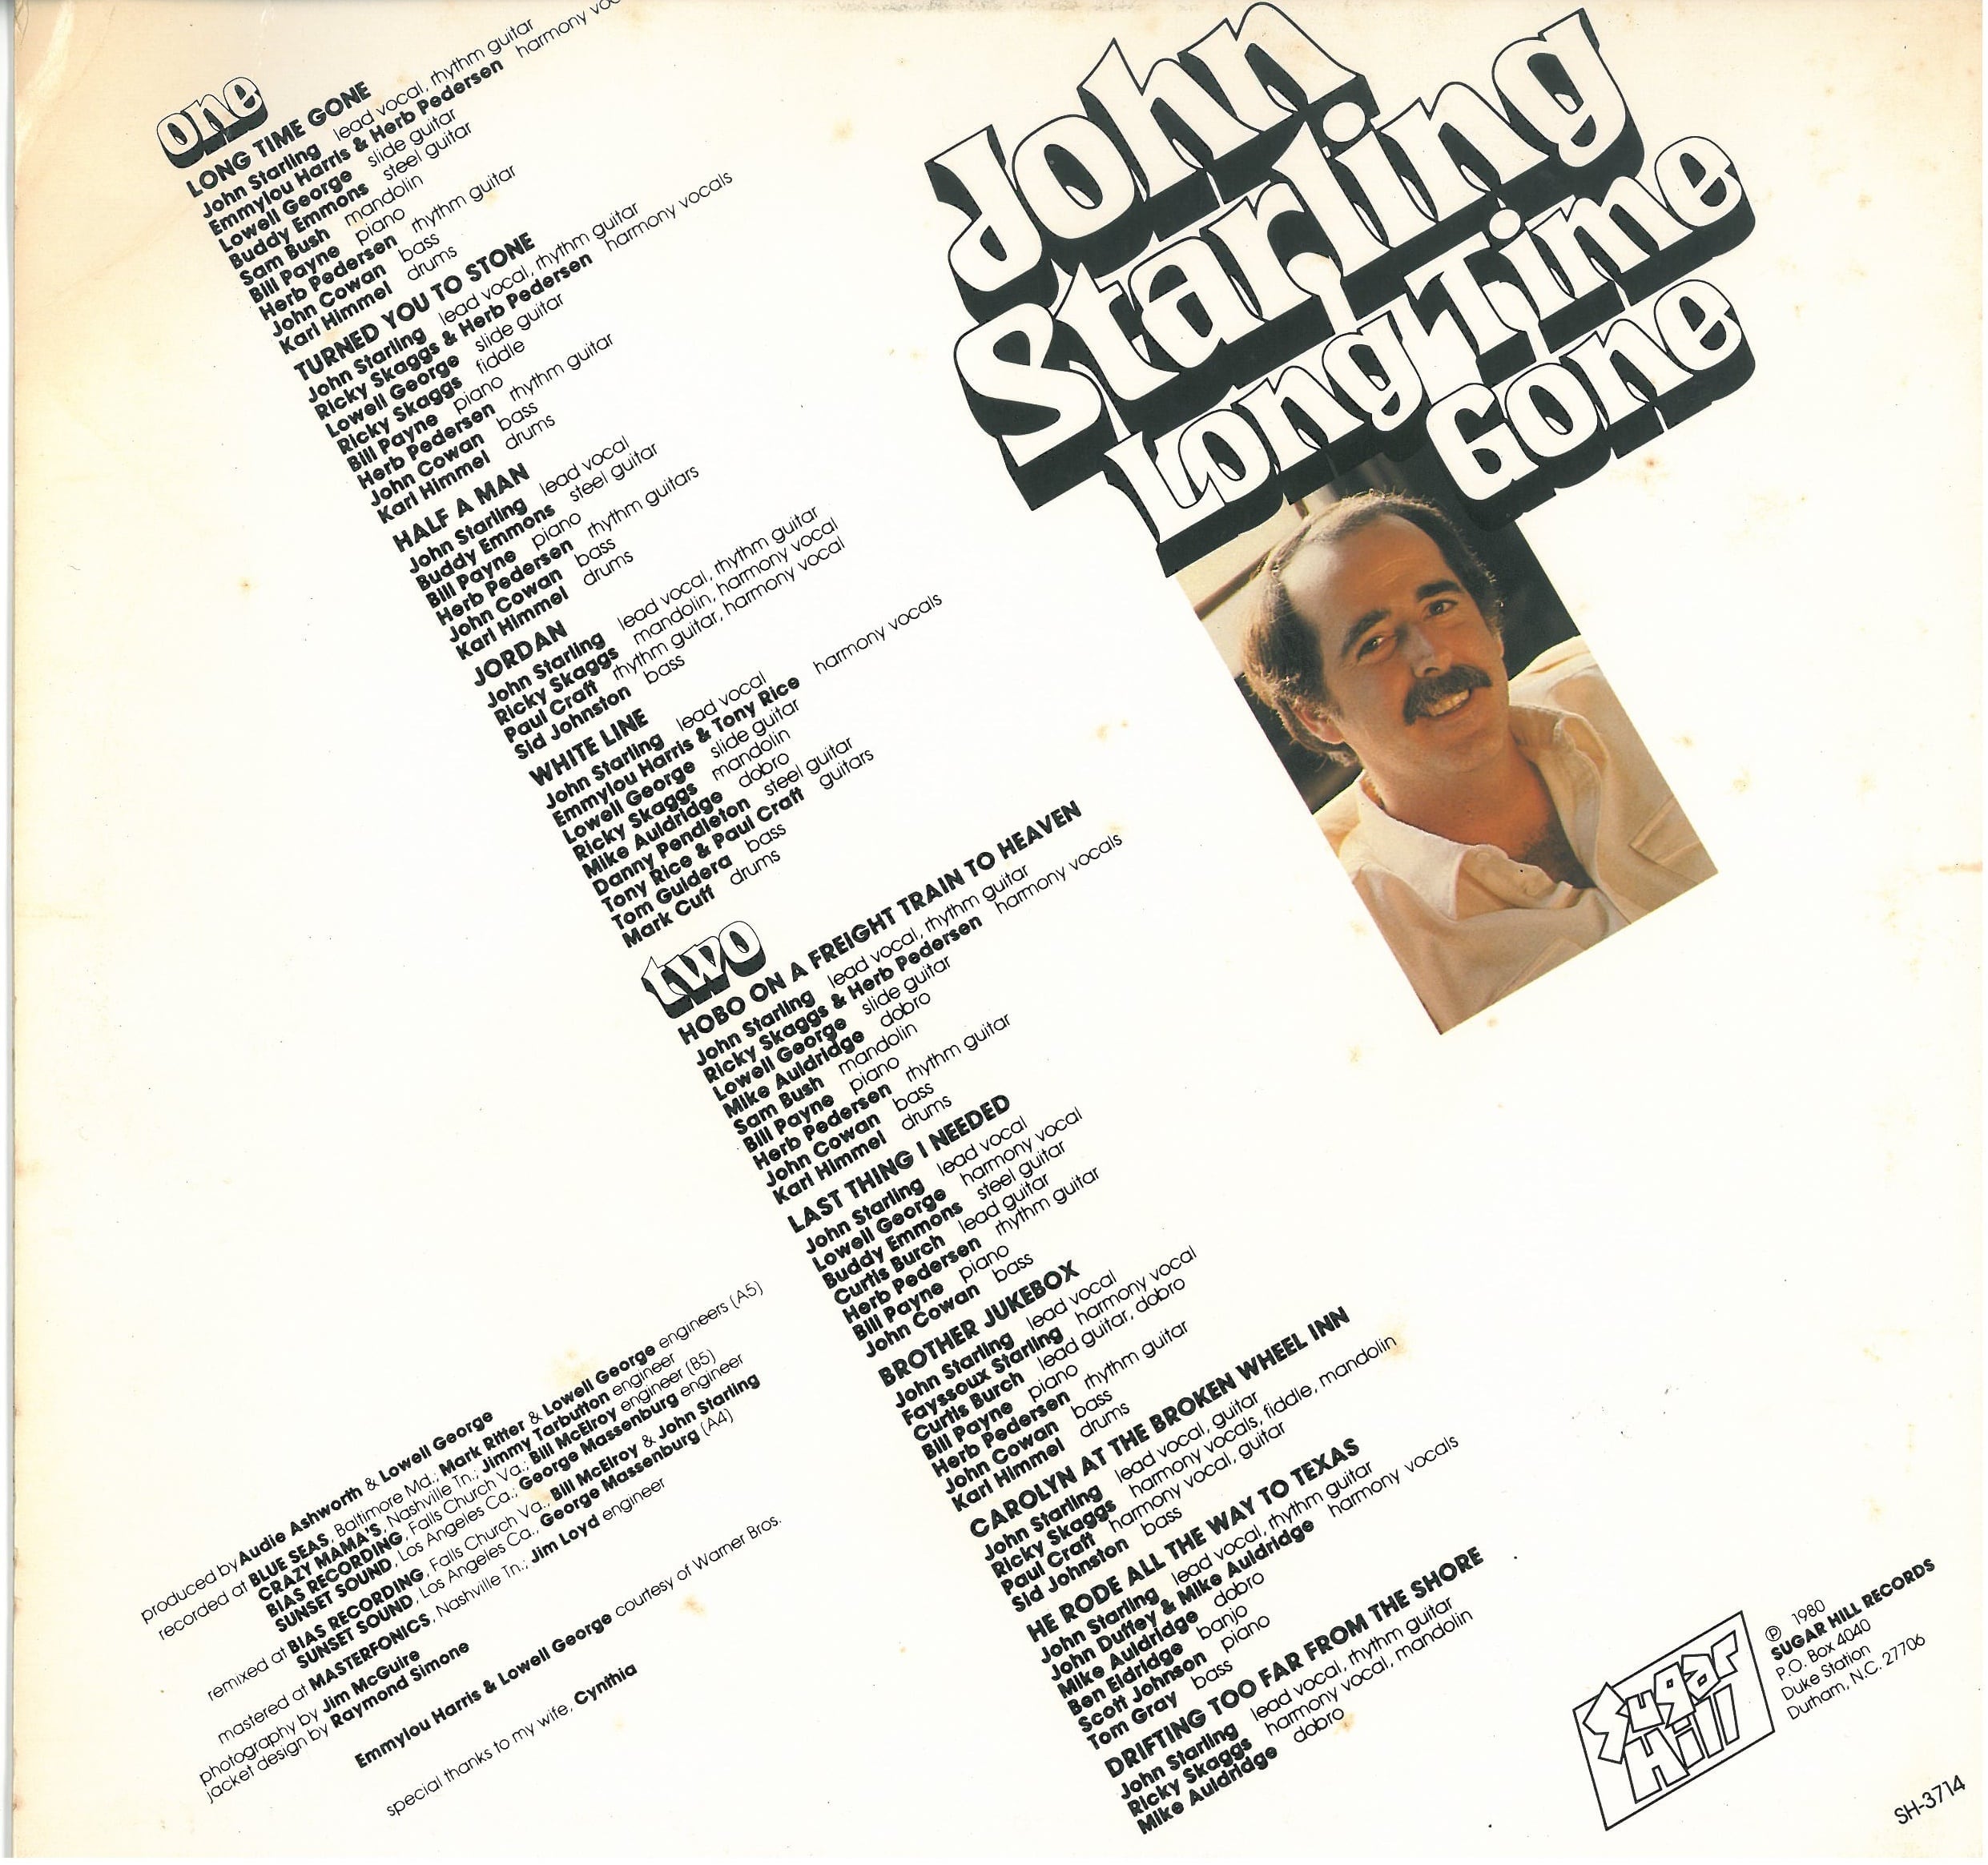 one
LONG TIME GONE
John Starling lead vocal, rhythm guitar
Emmylou Harris & Herb Pedersen harmony
Lowell George slide guitar
Buddy Emmons steel guitar
Sam Bush mandolin
Bill Payne piano
Herb Pedersen rhythm guitar
John Cowan bass
Karl Himmel drums
TURNED YOU TO STONE
John Starling lead vocal, rhythm guitar
Ricky Skaggs & Herb Pedersen harmony vocals
Lowell George slide guitar
Ricky Skaggs fiddle
Bill Payne piano
Herb Pedersen rhythm guitar
John Cowan bass
Karl Himmel drums
HALF A MAN
John Starling lead vocal
Buddy Emmons steel guitar
Bill Payne piano
Herb Pedersen rhythm guitars
John Cowan bass
Karl Himmel drums
JORDAN
John Starling lead vocal, rhythm guitar
Ricky Skaggs mandolin, harmony vocal
Paul Craft rhythm guitar, harmony vocal
Sid Johnston bass
WHITE LINE
John Starling lead vocal
Emmylou Harris & Tony Rice harmony vocals
Lowell George slide guitar
Ricky Skaggs mandolin
Mike Auldridge dobro
Danny Pendleton steel guitar
Tony Rice & Paul Craft guitars
Tom Guidera bass
Mark Cuff drums
two
HOBO ON A FREIGHT TRAIN TO HEAVEN
John Starling lead vocal, rhythm guitar
Ricky Skaggs & Herb Pedersen harmony vocals
Lowell George slide guitar
Mike Auldridge dobro
Sam Bush mandolin
Bill Payne piano
Herb Pedersen rhythm guitar
John Cowan bass
Karl Himmel drums
LAST THING I NEEDED
John Starling lead vocal
Lowell George harmony vocal
Buddy Emmons steel guitar
Curtis Burch lead guitar
Herb Pedersen rhythm guitar
Bill Payne piano
John Cowan bass
BROTHER JUKEBOX
John Starling lead vocal
Fayssoux Starling harmony vocal
Curtis Burch lead guitar, dobro
Bill Payne piano
Herb Pedersen rhythm guitar
John Cowan bass
Karl Himmel drums
CAROLYN AT THE BROKEN WHEEL INN
John Starling lead vocal, guitar
Ricky Skaggs harmony vocals, fiddle, mandolin
Paul Craft harmony vocal, guitar
Sid Johnston bass
HE RODE ALL THE WAY TO TEXAS
John Starling lead vocal, rhythm guitar
John Duffey & Mike Auldridge harmony vocals
Mike Auldridge dobro
Ben Eldridge banjo
Scott Johnson piano
Tom Gray bass
DRIFTING TOO FAR FROM THE SHORE
John Starling lead vocal, rhythm guitar
Ricky Skaggs harmony vocal, mandolin
Mike Auldridge dobro
produced by Audie Ashworth & Lowell George
recorded at BLUE SEAS, Baltimore Md.; Mark Ritter & Lowell George engineers (A5)
CRAZY MAMA'S, Nashville Tn.; Jimmy Tarbutton engineer
BIAS RECORDING, Falls Church Va.; Bill McElroy engineer (B5)
SUNSET SOUND, Los Angeles Ca.; George Massenburg engineer
remixed at BIAS RECORDING, Falls Church Va., Bill McElroy & John Starling
SUNSET SOUND, Los Angeles Ca., George Massenburg (A4)
mastered at MASTERFONICS, Nashville Tn.; Jim Loyd engineer
photography by Jim McGuire
jacket design by Raymond Simone
Emmylou Harris & Lowell George courtesy of Warner Bros.
special thanks to my wife, Cynthia
John
Starling
Long Time
Gone
Sugar
Hill
℗ 1980
SUGAR HILL RECORDS
P.O. Box 4040
Duke Station
Durham, N.C. 27706
SH-3714